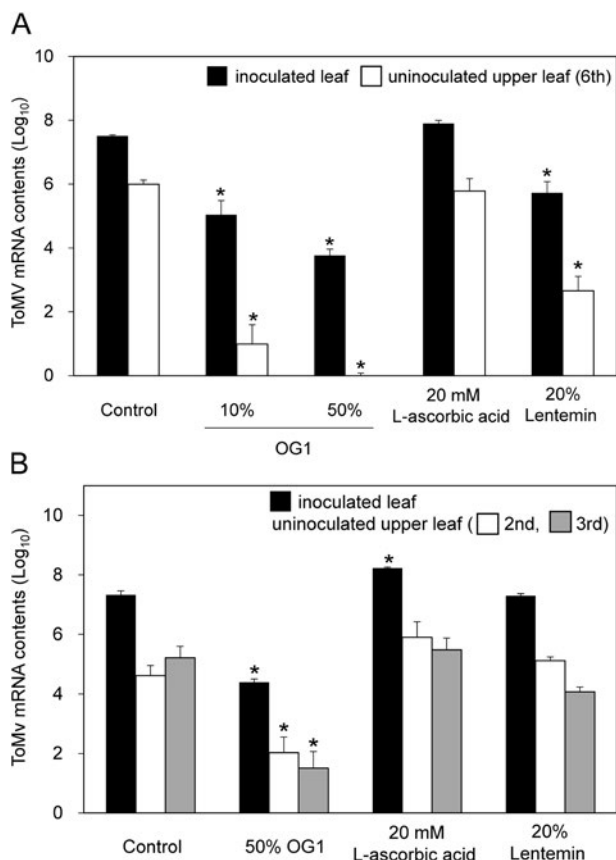 A
10
inoculated leaf
uninoculated upper leaf (6th)
8
6
4
2
0
ToMV mRNA contents (Log10)
*
*
*
*
*
*
Control
10%
50%
20 mM
L-ascorbic acid
20%
Lentemin
OG1
B
10
inoculated leaf
uninoculated upper leaf ( 2nd, 3rd)
8
6
4
2
0
ToMv mRNA contents (Log10)
*
*
*
*
Control
50% OG1
20 mM
L-ascorbic acid
20%
Lentemin